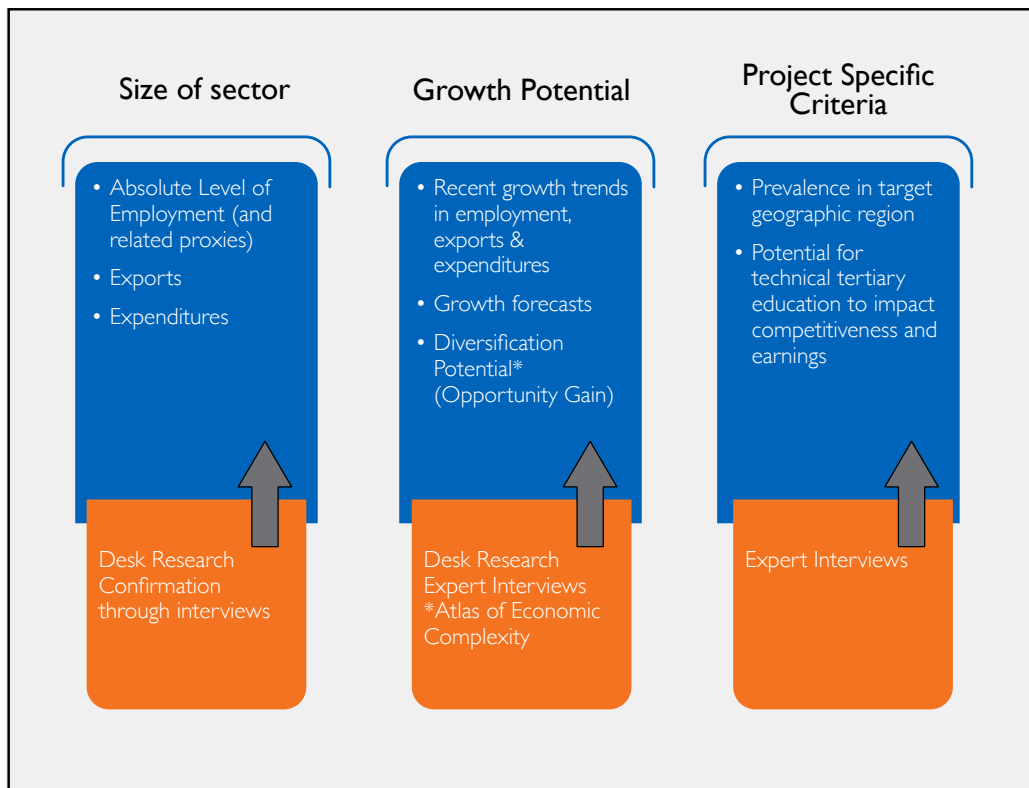 Size of sector
• Absolute Level of
Employment (and
related proxies)
• Exports
• Expenditures
Desk Research
Confirmation
through interviews
Growth Potential
• Recent growth trends
in employment,
exports &
expenditures
• Growth forecasts
• Diversification
Potential*
(Opportunity Gain)
Desk Research
Expert Interviews
*Atlas of Economic
Complexity
Project Specific
Criteria
• Prevalence in target
geographic region
• Potential for
technical tertiary
education to impact
competitiveness and
earnings
Expert Interviews